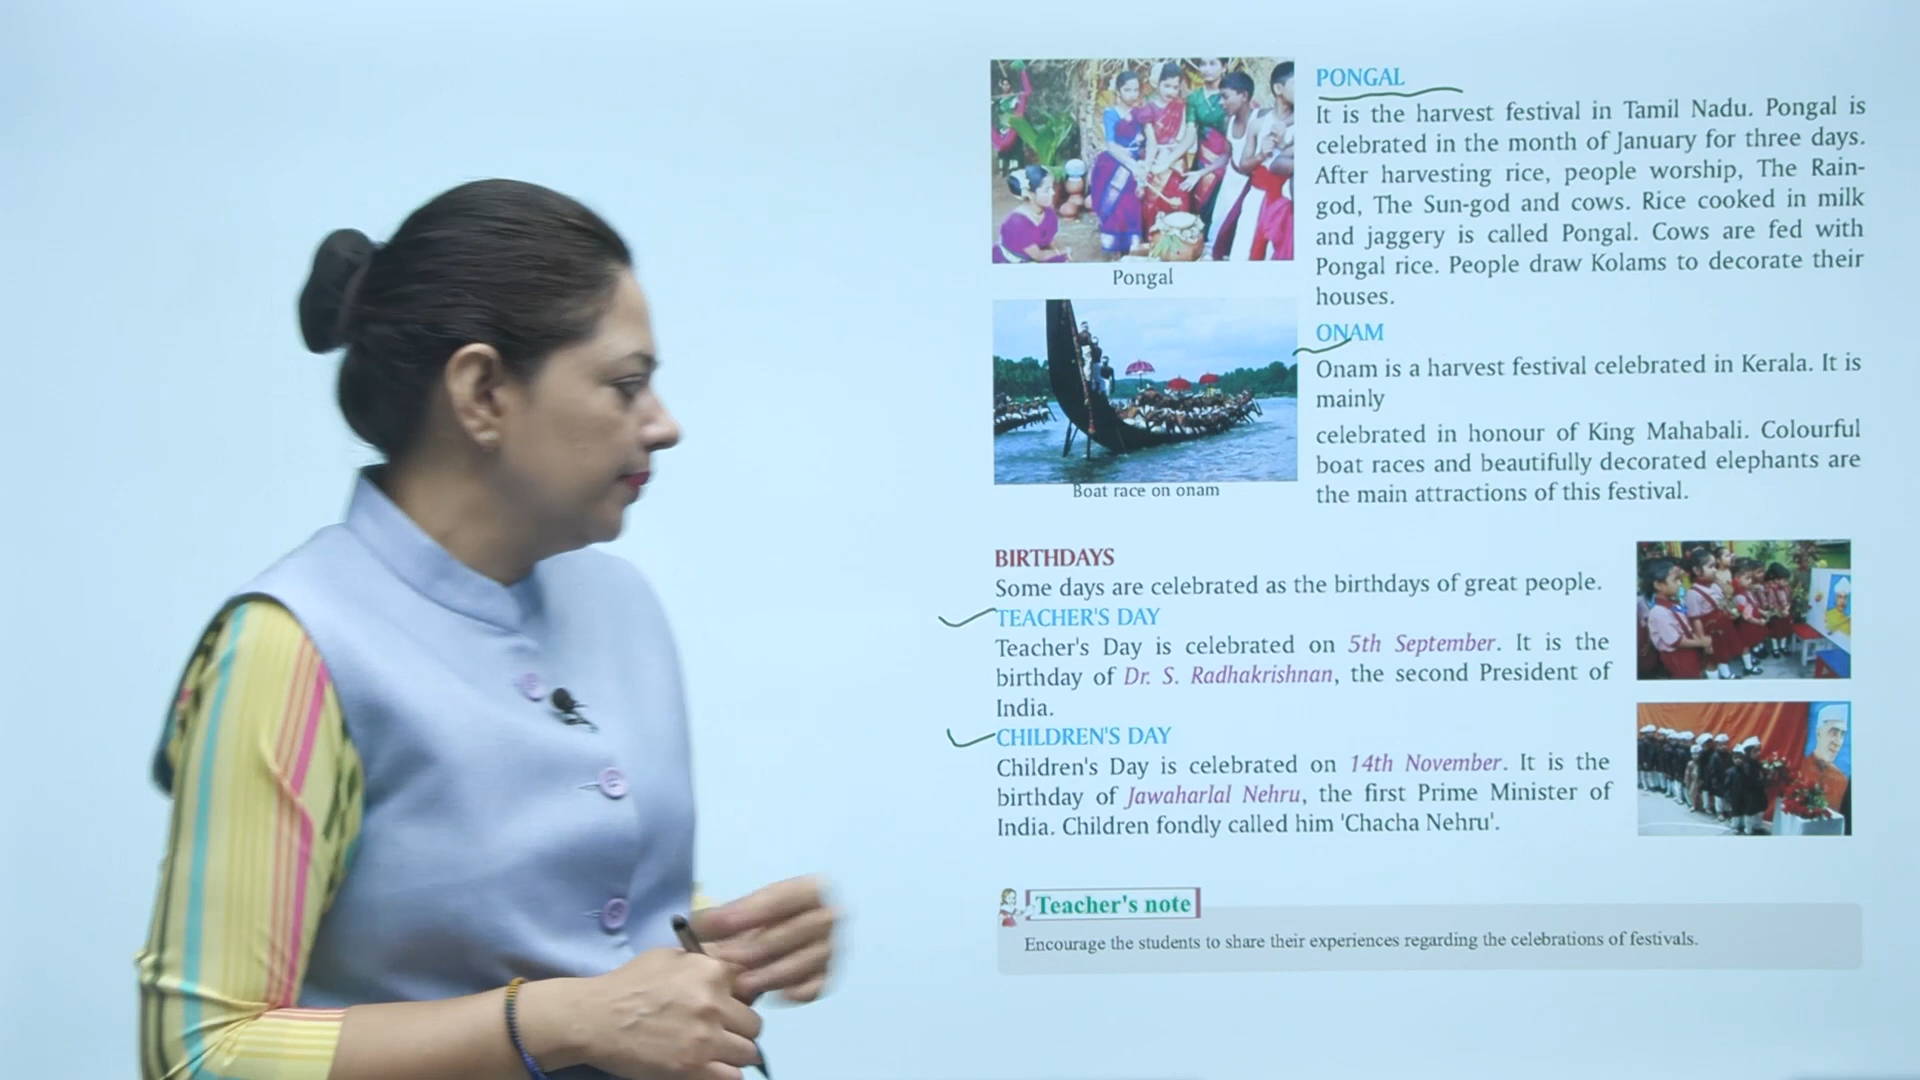 PONGAL
It is the harvest festival in Tamil Nadu. Pongal is
celebrated in the month of January for three days.
After harvesting rice, people worship, The Rain-
god, The Sun-god and cows. Rice cooked in milk
and jaggery is called Pongal. Cows are fed with
Pongal rice. People draw Kolams to decorate their
houses.
Pongal
ONAM
Onam is a harvest festival celebrated in Kerala. It is
mainly
celebrated in honour of King Mahabali. Colourful
boat races and beautifully decorated elephants are
the main attractions of this festival.
Boat race on onam
BIRTHDAYS
Some days are celebrated as the birthdays of great people.
TEACHER'S DAY
Teacher's Day is celebrated on 5th September. It is the
birthday of Dr. S. Radhakrishnan, the second President of
India.
CHILDREN'S DAY
Children's Day is celebrated on 14th November. It is the
birthday of Jawaharlal Nehru, the first Prime Minister of
India. Children fondly called him 'Chacha Nehru'.
Teacher's note
Encourage the students to share their experiences regarding the celebrations of festivals.